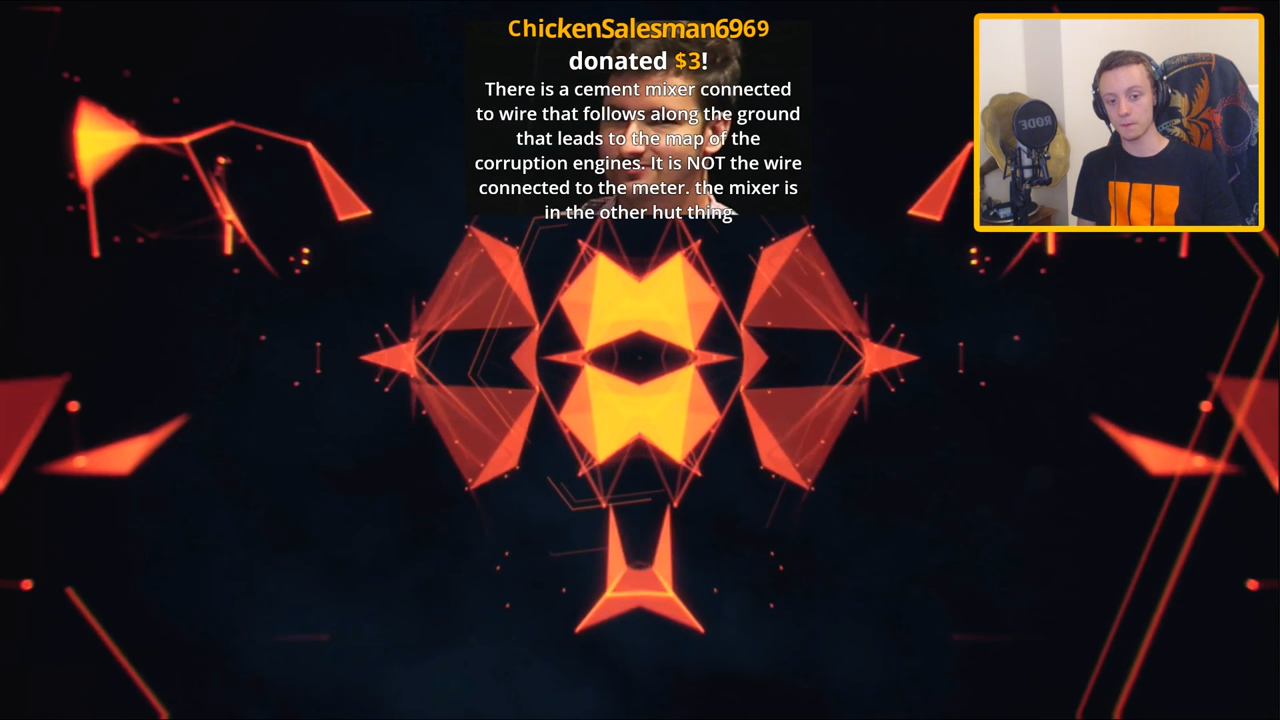 ChickenSalesman6969
donated $3!
There is a cement mixer connected
to wire that follows along the ground
that leads to the map of the
corruption engines. It is NOT the wire
connected to the meter. the mixer is
in the other hut thing
RODE